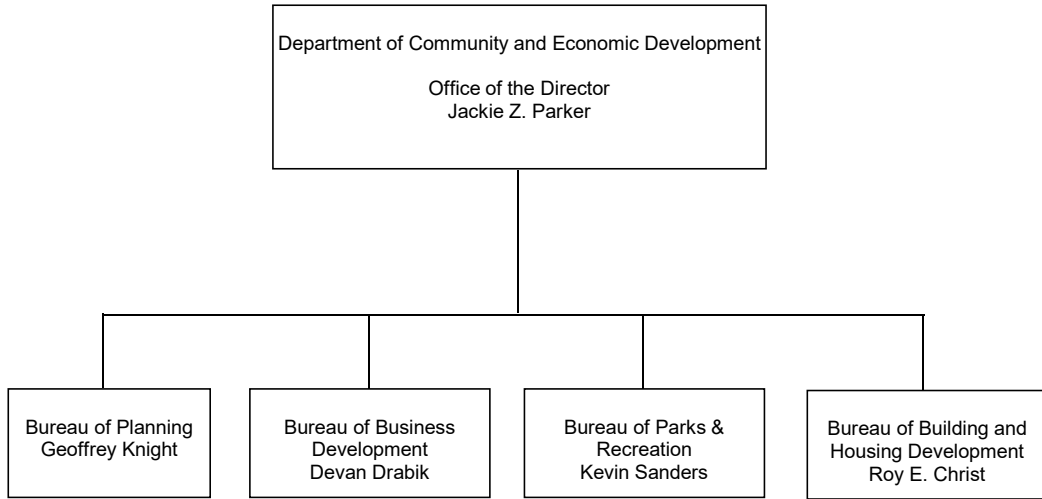 Department of Community and Economic Development
Office of the Director
Jackie Z. Parker
Bureau of Planning
Geoffrey Knight
Bureau of Business
Development
Devan Drabik
Bureau of Parks &
Recreation
Kevin Sanders
Bureau of Building and
Housing Development
Roy E. Christ